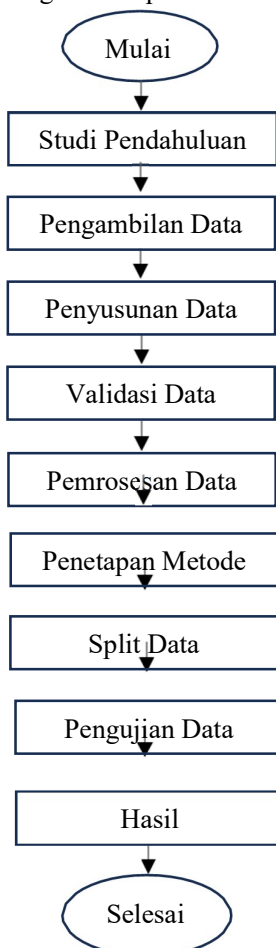 Mulai
Studi Pendahuluan
Pengambilan Data
Penyusunan Data
Validasi Data
Pemrosesan Data
Penetapan Metode
Split Data
Pengujian Data
Hasil
Selesai